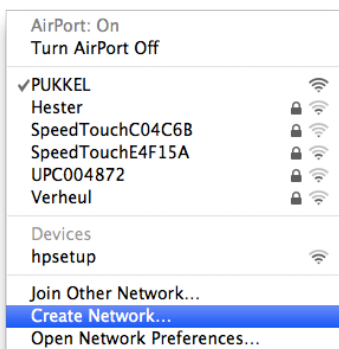 AirPort: On
Turn AirPort Off
✓PUKKEL
Hester
SpeedTouchC04C6B
SpeedTouchE4F15A
UPC004872
Verheul
Devices
hpsetup
Join Other Network...
Create Network...
Open Network Preferences...